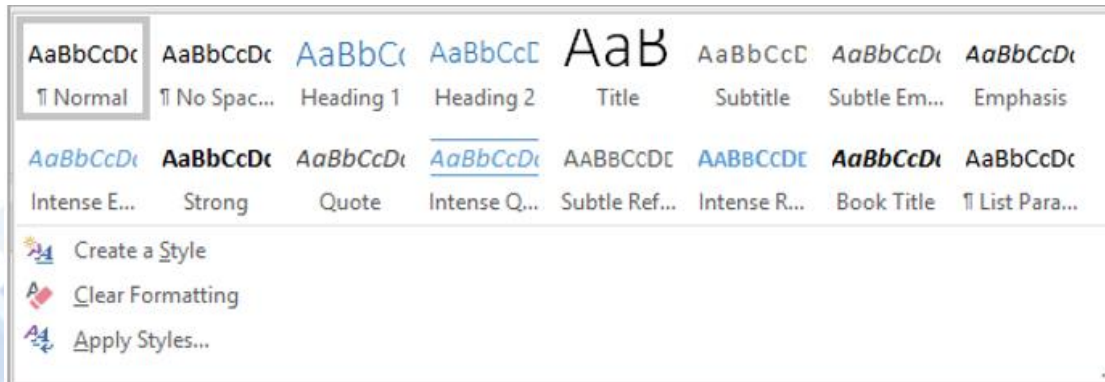 AaBbCcDc AaBbCcDc AaBbCc AaBbCcD AaB AaBbCcD AaBbCcDc AaBbCcDc
¶ Normal ¶ No Spac... Heading 1 Heading 2 Title Subtitle Subtle Em... Emphasis
AaBbCcDc AaBbCcDc AaBbCcDc AaBbCcDc AABBCCDE AABBCCDE AaBbCcDc AaBbCcDc
Intense E... Strong Quote Intense Q... Subtle Ref... Intense R... Book Title ¶ List Para...
Create a Style
Clear Formatting
Apply Styles...